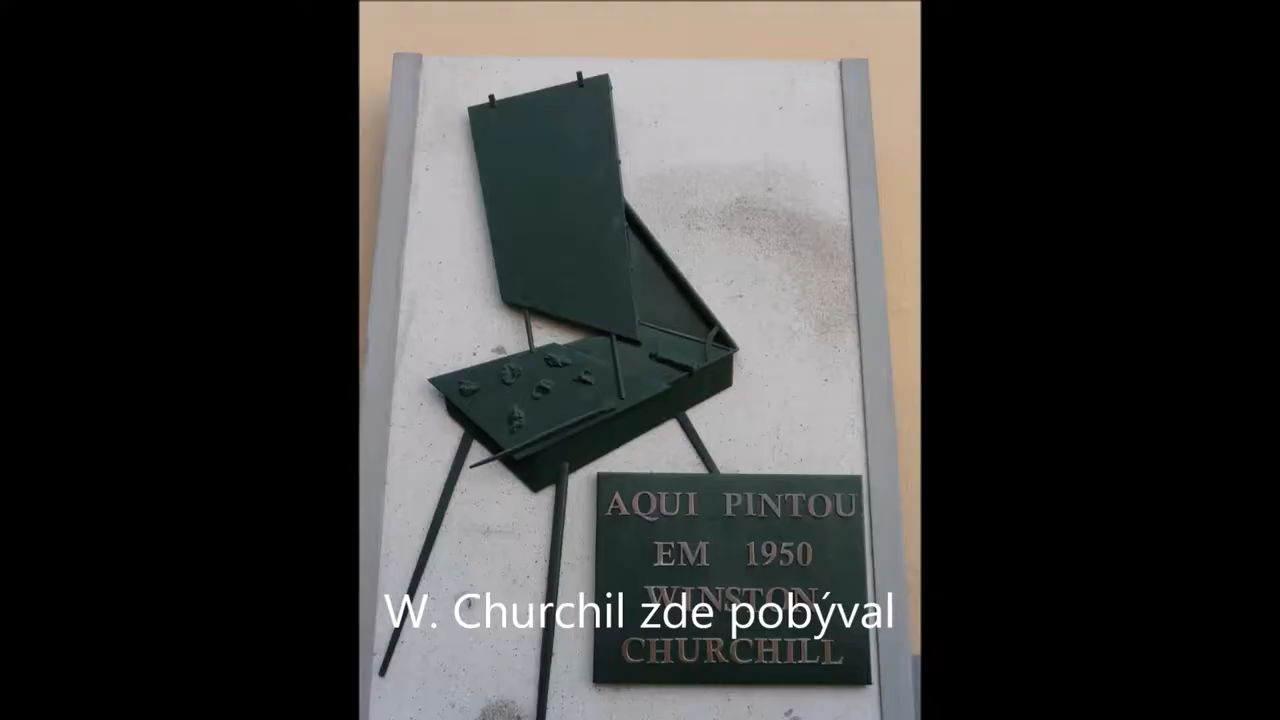 AQUI PINTOU
EM 1950
WINSTON
W. Churchil zde pobýval
CHURCHILL